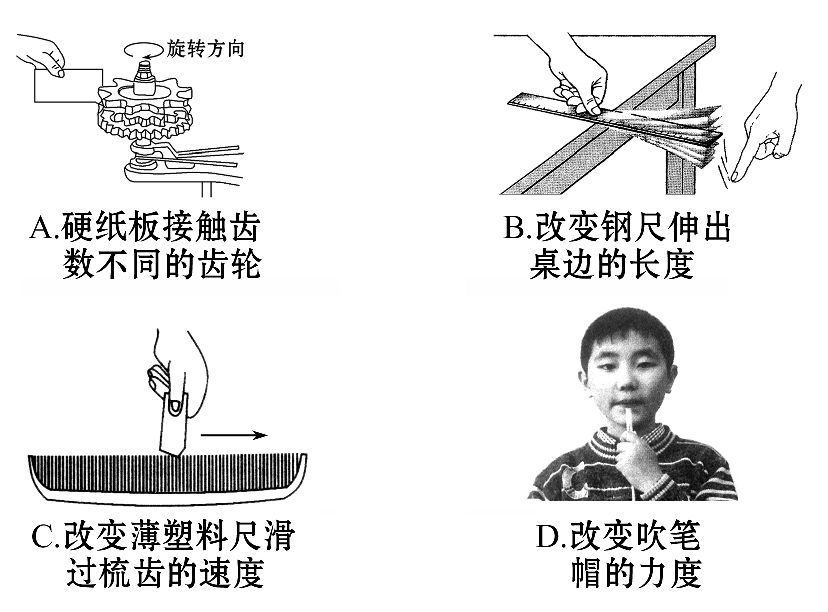 旋转方向
A.硬纸板接触齿
数不同的齿轮
B.改变钢尺伸出
桌边的长度
C.改变薄塑料尺滑
过梳齿的速度
D.改变吹笔
帽的力度